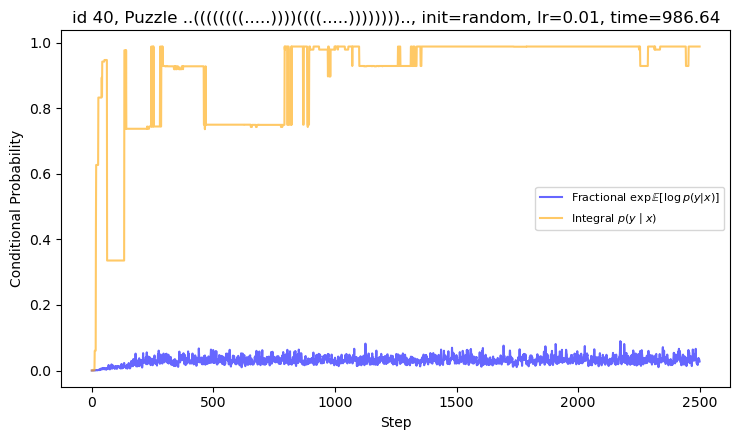 id 40, Puzzle ..((((((((.....))))((((.....)))))))).., init=random, lr=0.01, time=986.64
1.0
0.8
0.6
0.4
0.2
0.0
Conditional Probability
Fractional exp𝔼[log p(y|x)]
Integral p(y | x)
0
500
1000
1500
2000
2500
Step